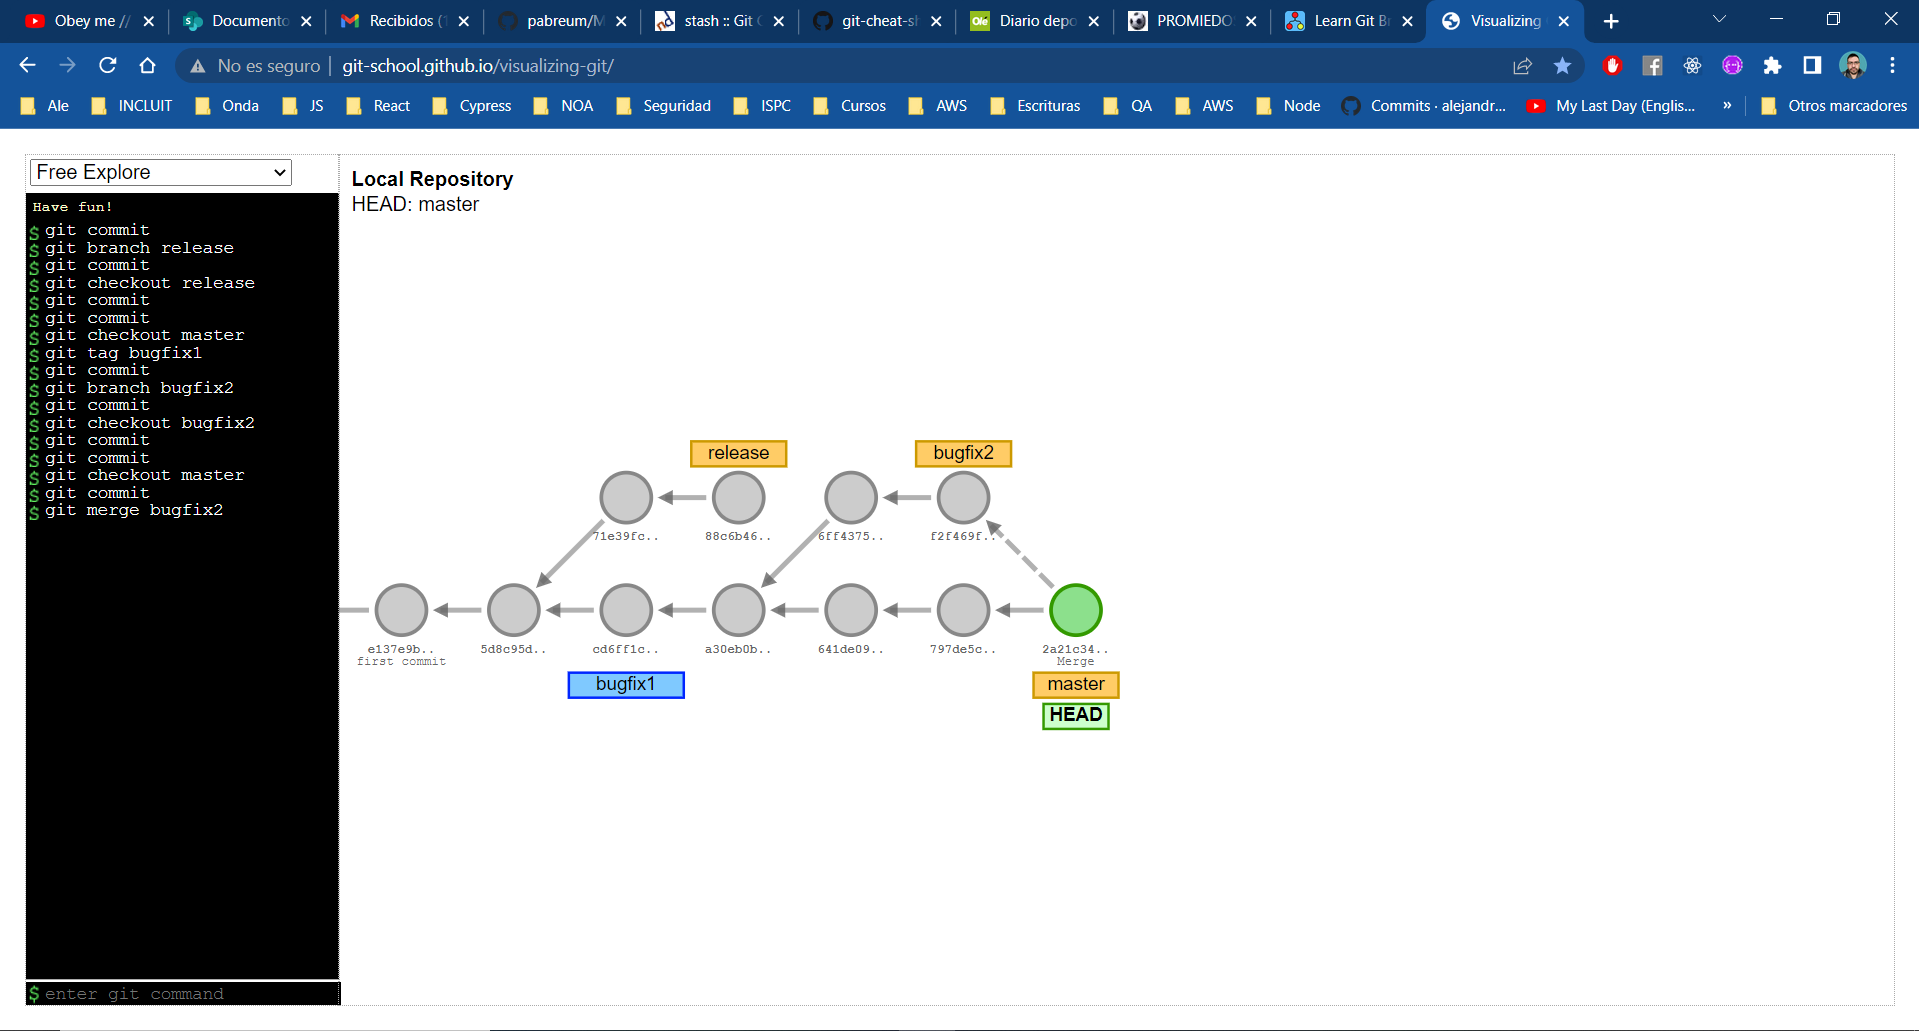 Obey me //
Documento
Recibidos (1
pabreum/M
stash :: Git C
git-cheat-sh
Diario depo
PROMIEDO
Learn Git Br
Visualizing
No es seguro
git-school.github.io/visualizing-git/
Ale
INCLUIT
Onda
JS
React
Cypress
NOA
Seguridad
ISPC
Cursos
AWS
Escrituras
QA
AWS
Node
Commits · alejandr...
My Last Day (Englis...
»
Otros marcadores
Free Explore
Have fun!
$ git commit
$ git branch release
$ git commit
$ git checkout release
$ git commit
$ git commit
$ git checkout master
$ git tag bugfix1
$ git commit
$ git branch bugfix2
$ git commit
$ git checkout bugfix2
$ git commit
$ git commit
$ git checkout master
$ git commit
$ git merge bugfix2
$ enter git command
Local Repository
HEAD: master
release
bugfix2
71e39fc..
88c6b46..
6ff4375..
f2f469f..
e137e9b..
first commit
5d8c95d..
cd6ff1c..
a30eb0b..
641de09..
797de5c..
2a21c34..
Merge
bugfix1
master
HEAD